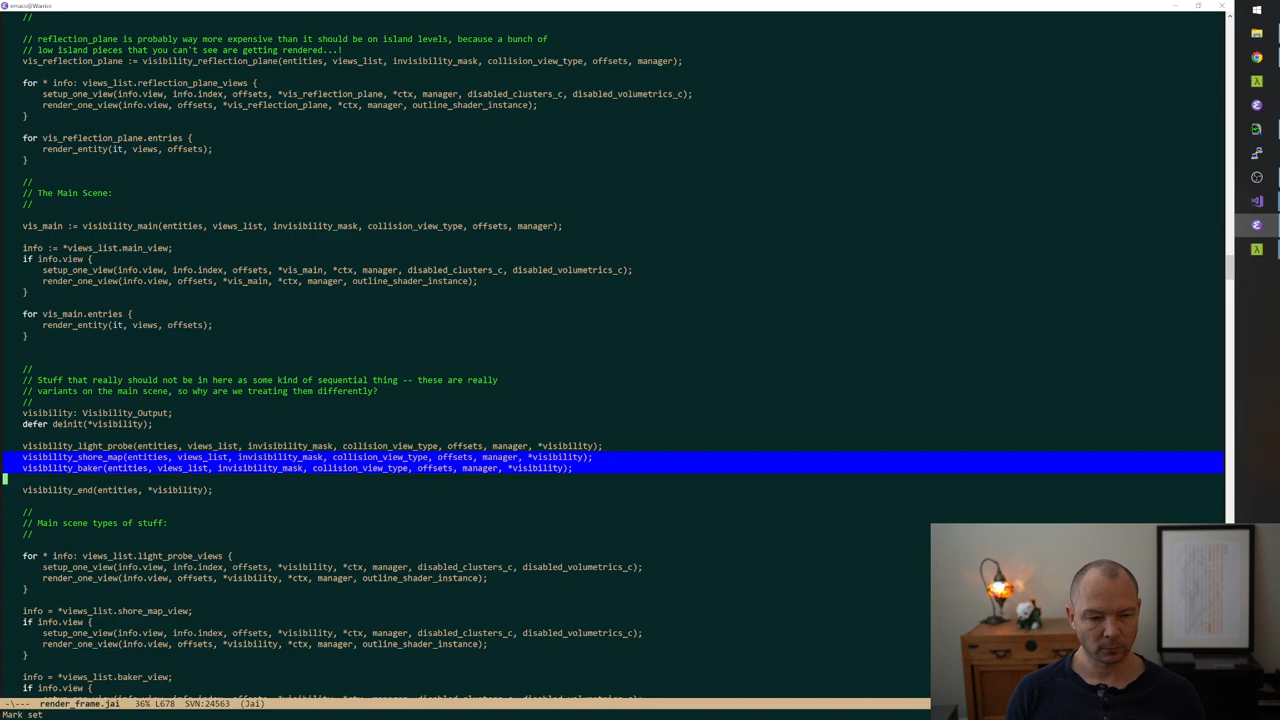 emacs@Warrior
//
// reflection_plane is probably way more expensive than it should be on island levels, because a bunch of
// low island pieces that you can't see are getting rendered...!
vis_reflection_plane := visibility_reflection_plane(entities, views_list, invisibility_mask, collision_view_type, offsets, manager);
for * info: views_list.reflection_plane_views {
setup_one_view(info.view, info.index, offsets, *vis_reflection_plane, *ctx, manager, disabled_clusters_c, disabled_volumetrics_c);
render_one_view(info.view, offsets, *vis_reflection_plane, *ctx, manager, outline_shader_instance);
}
for vis_reflection_plane.entries {
render_entity(it, views, offsets);
}
//
// The Main Scene:
//
vis_main := visibility_main(entities, views_list, invisibility_mask, collision_view_type, offsets, manager);
info := *views_list.main_view;
if info.view {
setup_one_view(info.view, info.index, offsets, *vis_main, *ctx, manager, disabled_clusters_c, disabled_volumetrics_c);
render_one_view(info.view, offsets, *vis_main, *ctx, manager, outline_shader_instance);
}
for vis_main.entries {
render_entity(it, views, offsets);
}
//
// Stuff that really should not be in here as some kind of sequential thing -- these are really
// variants on the main scene, so why are we treating them differently?
//
visibility: Visibility_Output;
defer deinit(*visibility);
visibility_light_probe(entities, views_list, invisibility_mask, collision_view_type, offsets, manager, *visibility);
visibility_shore_map(entities, views_list, invisibility_mask, collision_view_type, offsets, manager, *visibility);
visibility_baker(entities, views_list, invisibility_mask, collision_view_type, offsets, manager, *visibility);
visibility_end(entities, *visibility);
//
// Main scene types of stuff:
//
for * info: views_list.light_probe_views {
setup_one_view(info.view, info.index, offsets, *visibility, *ctx, manager, disabled_clusters_c, disabled_volumetrics_c);
render_one_view(info.view, offsets, *visibility, *ctx, manager, outline_shader_instance);
}
info = *views_list.shore_map_view;
if info.view {
setup_one_view(info.view, info.index, offsets, *visibility, *ctx, manager, disabled_clusters_c, disabled_volumetrics_c);
render_one_view(info.view, offsets, *visibility, *ctx, manager, outline_shader_instance);
}
info = *views_list.baker_view;
if info.view {
-\--- render_frame.jai 36% L678 SVN:24563 (Jai)
Mark set